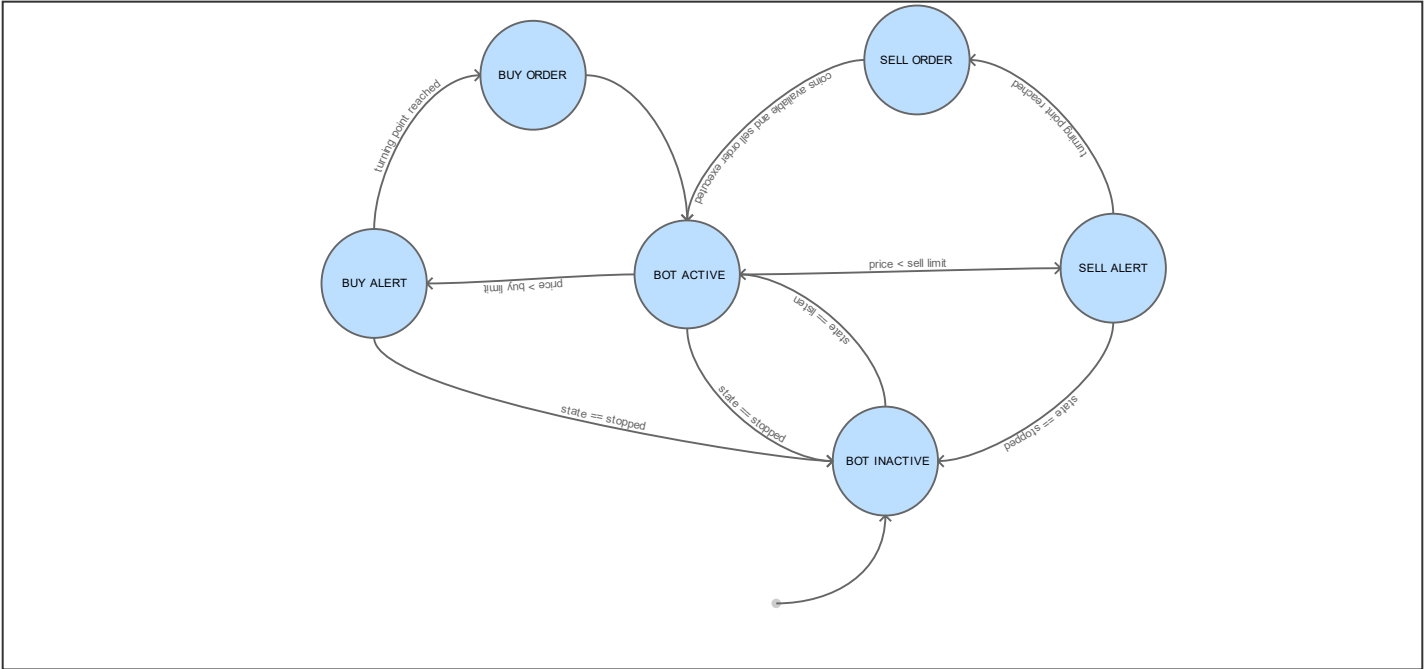 SELL ORDER
BUY ORDER
coins available and sell order executed
turning point reached
turning point reached
BUY ALERT
BOT ACTIVE
SELL ALERT
price > buy limit
price < sell limit
state == listen
state == stopped
state == stopped
state == stopped
BOT INACTIVE